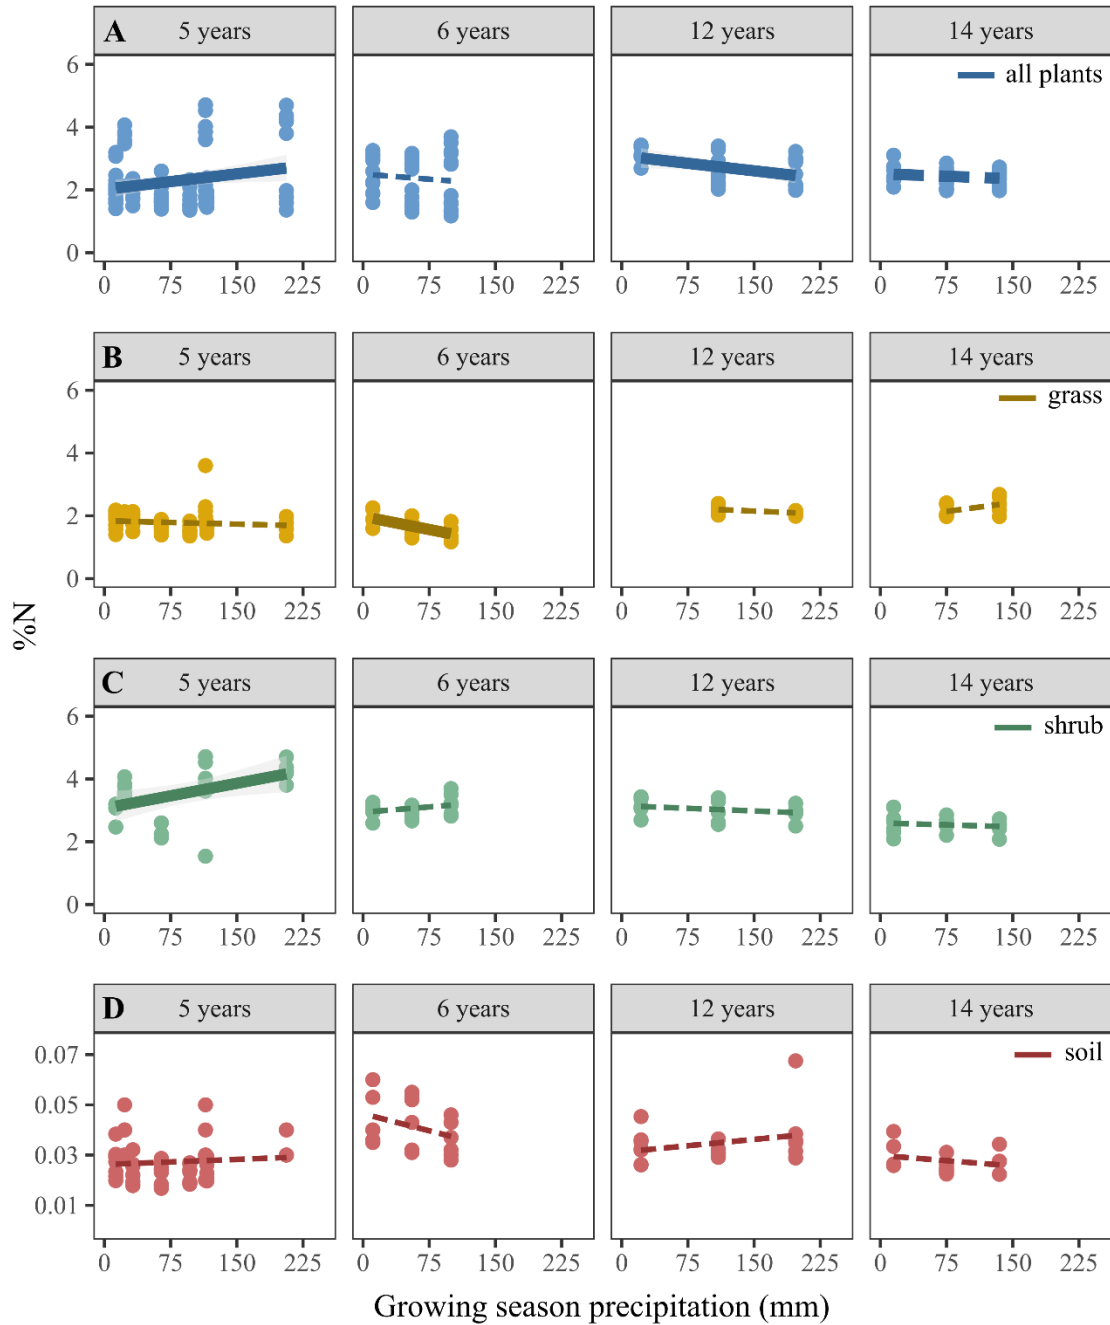 A 5 years 6 years 12 years 14 years
all plants
6
4
2
0
0 75 150 225 0 75 150 225 0 75 150 225 0 75 150 225
B 5 years 6 years 12 years 14 years
grass
6
4
2
0
0 75 150 225 0 75 150 225 0 75 150 225 0 75 150 225
%N
C 5 years 6 years 12 years 14 years
shrub
6
4
2
0
0 75 150 225 0 75 150 225 0 75 150 225 0 75 150 225
D 5 years 6 years 12 years 14 years
soil
0.07
0.05
0.03
0.01
0 75 150 225 0 75 150 225 0 75 150 225 0 75 150 225
Growing season precipitation (mm)